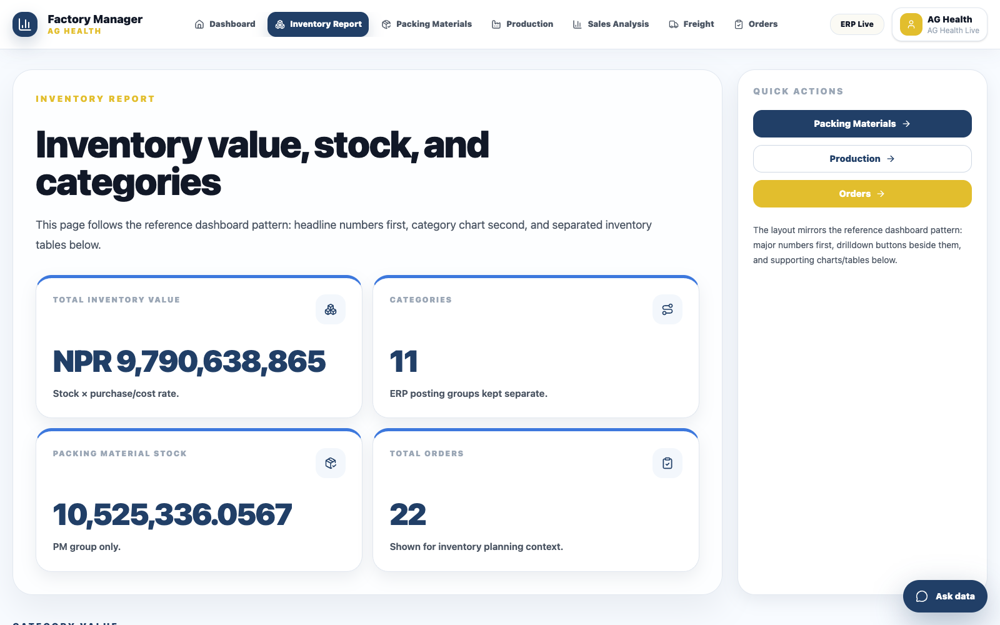 Factory Manager
AG HEALTH
Dashboard
Inventory Report
Packing Materials
Production
Sales Analysis
Freight
Orders
ERP Live
AG Health
AG Health Live
INVENTORY REPORT
Inventory value, stock, and
categories
This page follows the reference dashboard pattern: headline numbers first, category chart second, and separated inventory
tables below.
TOTAL INVENTORY VALUE
NPR 9,790,638,865
Stock × purchase/cost rate.
CATEGORIES
11
ERP posting groups kept separate.
PACKING MATERIAL STOCK
10,525,336.0567
PM group only.
TOTAL ORDERS
22
Shown for inventory planning context.
QUICK ACTIONS
Packing Materials →
Production →
Orders →
The layout mirrors the reference dashboard pattern:
major numbers first, drilldown buttons beside them,
and supporting charts/tables below.
Ask data
CATEGORY VALUE